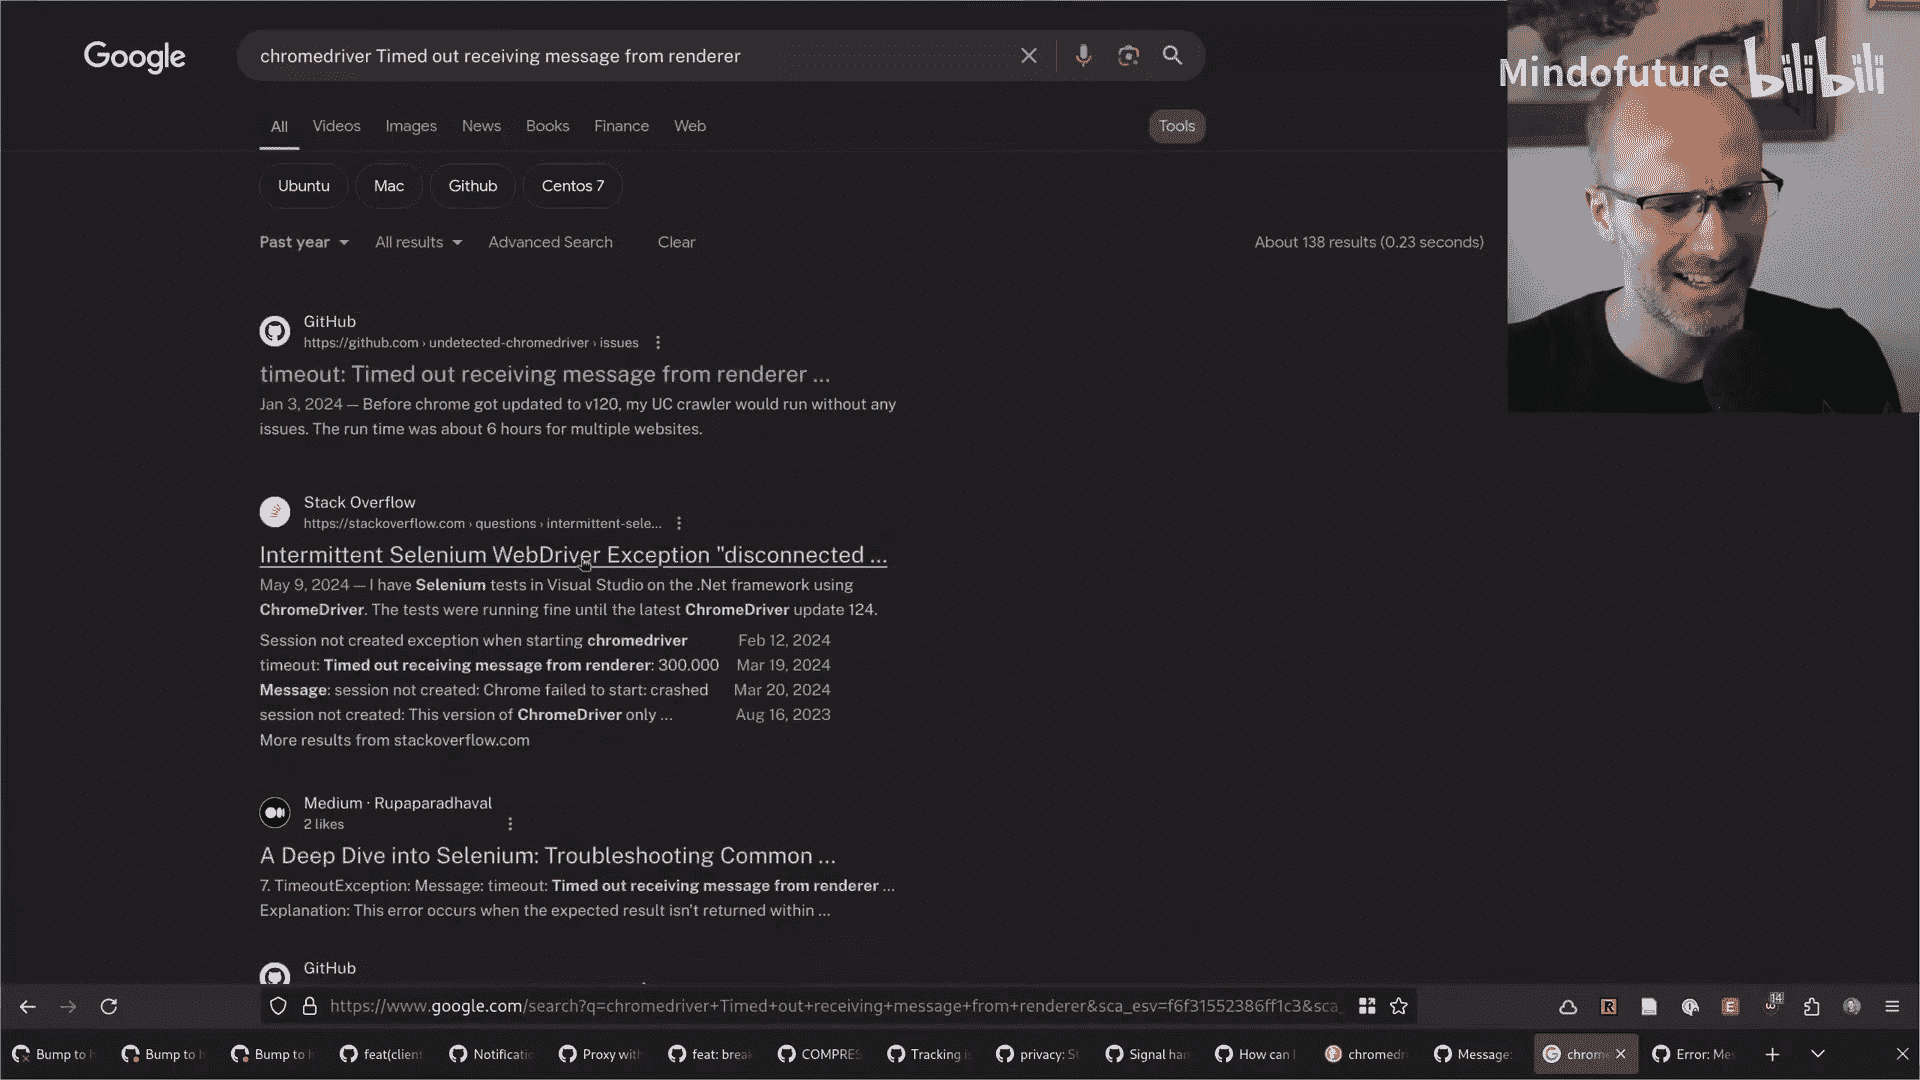 Google
chromedriver Timed out receiving message from renderer
Mindofuture bilibili
All Videos Images News Books Finance Web
Tools
Ubuntu Mac Github Centos 7
Past year All results Advanced Search Clear
About 138 results (0.23 seconds)
GitHub
https://github.com › undetected-chromedriver › issues
timeout: Timed out receiving message from renderer ...
Jan 3, 2024 — Before chrome got updated to v120, my UC crawler would run without any
issues. The run time was about 6 hours for multiple websites.
Stack Overflow
https://stackoverflow.com › questions › intermittent-sele...
Intermittent Selenium WebDriver Exception "disconnected ...
May 9, 2024 — I have Selenium tests in Visual Studio on the .Net framework using
ChromeDriver. The tests were running fine until the latest ChromeDriver update 124.
Session not created exception when starting chromedriver Feb 12, 2024
timeout: Timed out receiving message from renderer: 300.000 Mar 19, 2024
Message: session not created: Chrome failed to start: crashed Mar 20, 2024
session not created: This version of ChromeDriver only ... Aug 16, 2023
More results from stackoverflow.com
Medium · Rupaparadhaval
2 likes
A Deep Dive into Selenium: Troubleshooting Common ...
7. TimeoutException: Message: timeout: Timed out receiving message from renderer ...
Explanation: This error occurs when the expected result isn't returned within ...
GitHub
https://www.google.com/search?q=chromedriver+Timed+out+receiving+message+from+renderer&sca_esv=f6f31552386ff1c3&sca_
14
Bump to h Bump to h Bump to h feat(client Notificatio Proxy with feat: brea COMPRES Tracking i privacy: S Signal han How can I chromedr Message: chrom Error: Mes